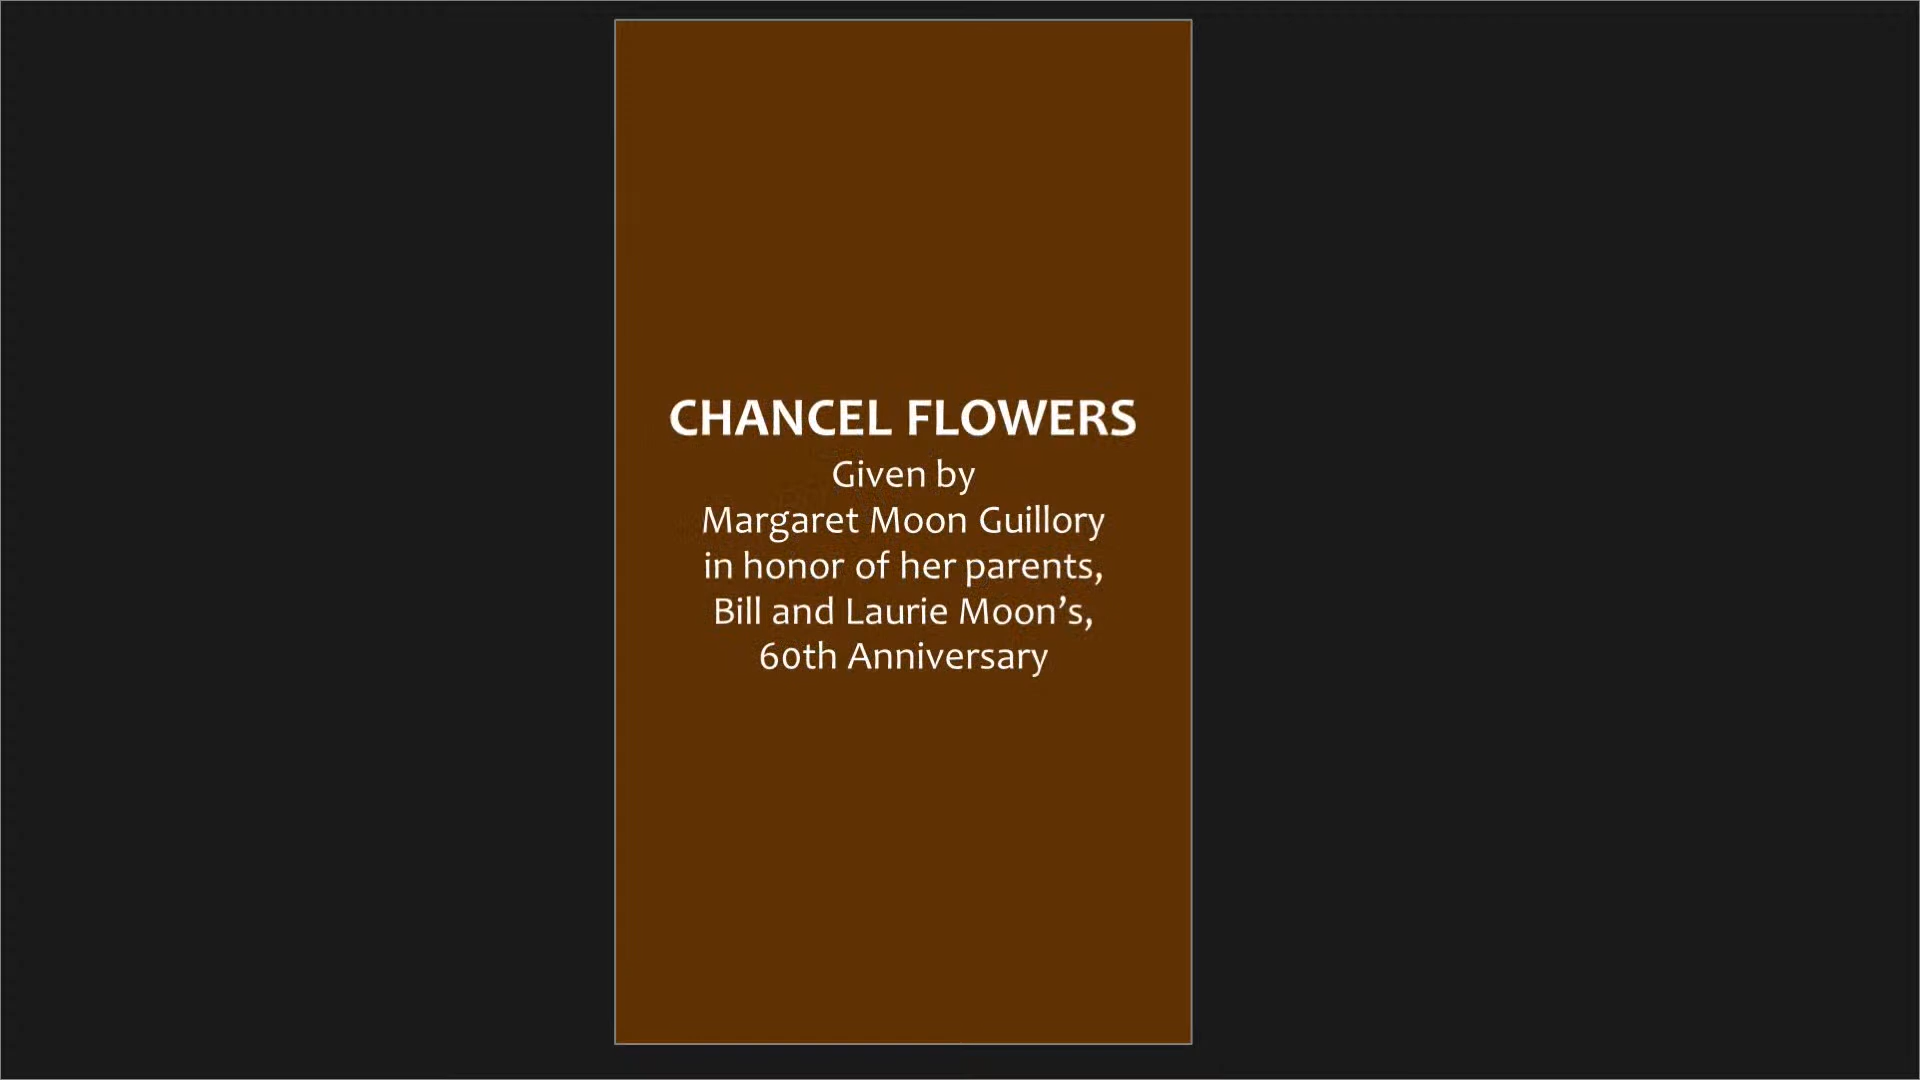 CHANCEL FLOWERS
Given by
Margaret Moon Guillory
in honor of her parents,
Bill and Laurie Moon’s,
60th Anniversary